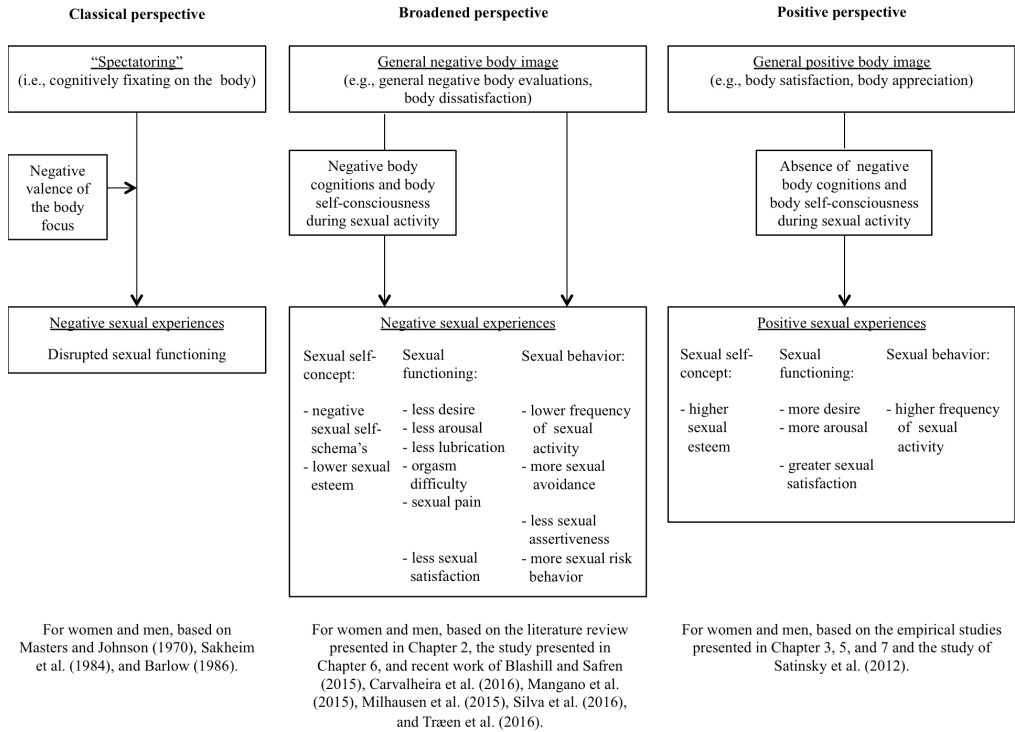 Classical perspective
"Spectatoring"
(i.e., cognitively fixating on the  body)
Negative
valence of
the body
focus
Negative sexual experiences
Disrupted sexual functioning
For women and men, based on
Masters and Johnson (1970), Sakheim
et al. (1984), and Barlow (1986).
Broadened perspective
General negative body image
(e.g., general negative body evaluations,
body dissatisfaction)
Negative body
cognitions and body
self-consciousness
during sexual activity
Negative sexual experiences
Sexual self-
concept:
- negative
sexual self-
schema's
- lower sexual
esteem
Sexual
functioning:
- less desire
- less arousal
- less lubrication
- orgasm
difficulty
- sexual pain
- less sexual
satisfaction
Sexual behavior:
- lower frequency
of sexual
activity
- more sexual
avoidance
- less sexual
assertiveness
- more sexual risk
behavior
For women and men, based on the literature review
presented in Chapter 2, the study presented in
Chapter 6, and recent work of Blashill and Safren
(2015), Carvalheira et al. (2016), Mangano et al.
(2015), Milhausen et al. (2015), Silva et al. (2016),
and Træen et al. (2016).
Positive perspective
General positive body image
(e.g., body satisfaction, body appreciation)
Absence of  negative
body cognitions and
body self-consciousness
during sexual activity
Positive sexual experiences
Sexual self-
concept:
- higher
sexual
esteem
Sexual
functioning:
- more desire
- more arousal
- greater sexual
satisfaction
Sexual behavior:
- higher frequency
of sexual
activity
For women and men, based on the empirical studies
presented in Chapter 3, 5, and 7 and the study of
Satinsky et al. (2012).